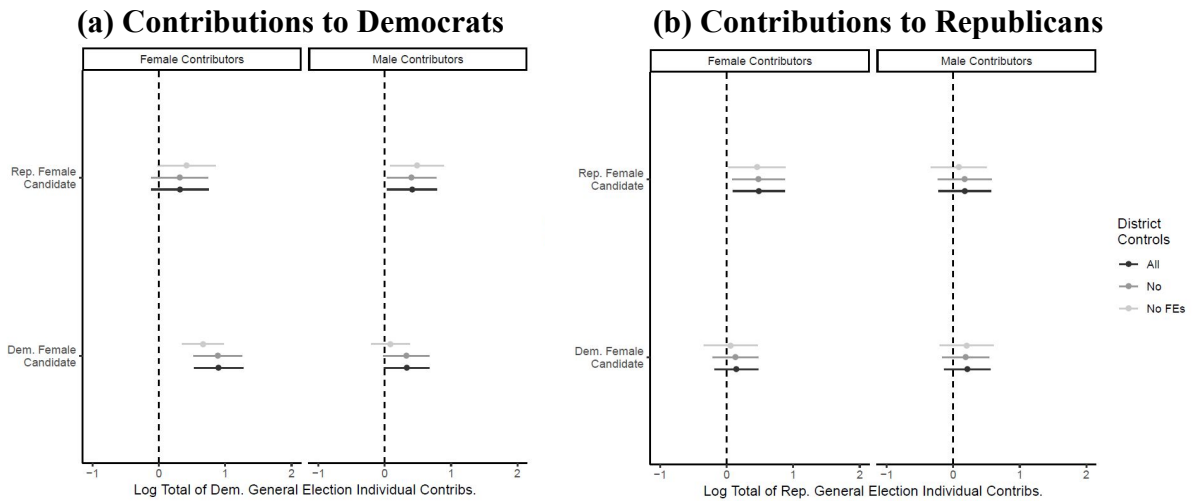 (a) Contributions to Democrats
Female Contributors
Male Contributors
Rep. Female
Candidate
Dem. Female
Candidate
−1 0 1 2 −1 0 1 2
Log Total of Dem. General Election Individual Contribs.
(b) Contributions to Republicans
Female Contributors
Male Contributors
Rep. Female
Candidate
Dem. Female
Candidate
−1 0 1 2 −1 0 1 2
Log Total of Rep. General Election Individual Contribs.
District
Controls
All
No
No FEs